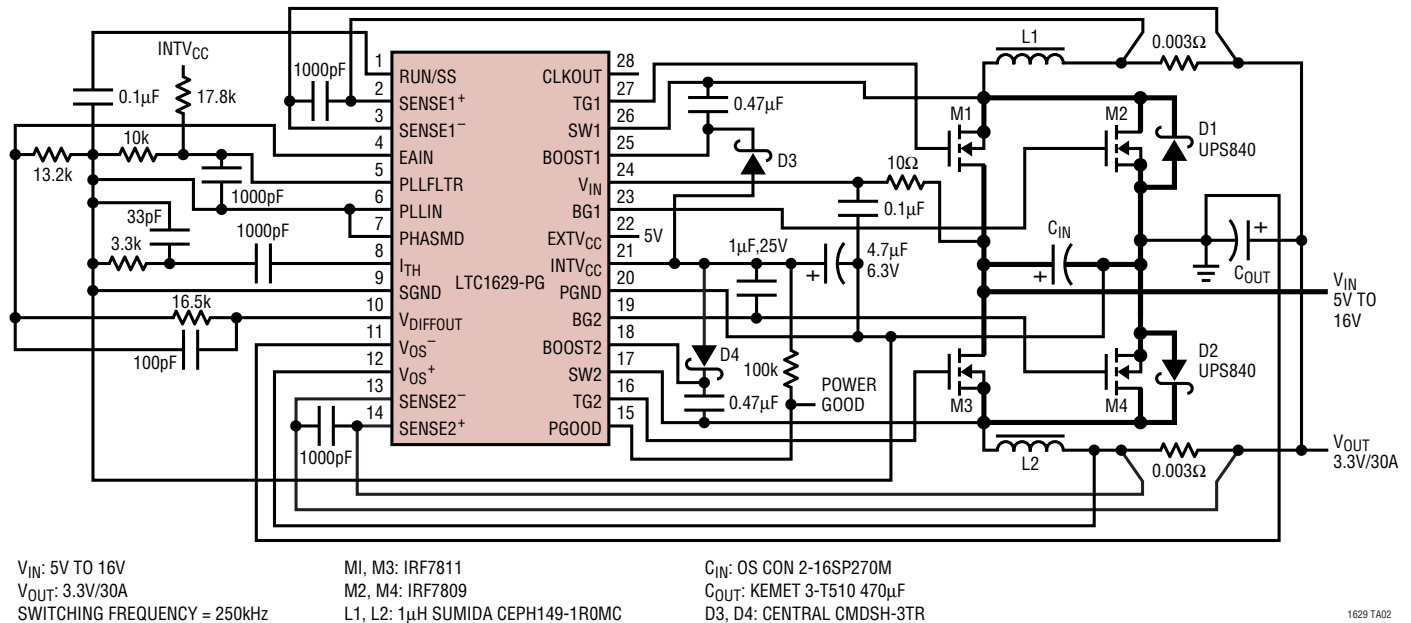 L1
0.003Ω
INTVCC
0.1µF
17.8k
1000pF
1
2
3
4
5
6
7
8
9
10
11
12
13
14
RUN/SS
SENSE1+
SENSE1–
EAIN
PLLFLTR
PLLIN
PHASMD
ITH
SGND
VDIFFOUT
VOS–
VOS+
SENSE2–
SENSE2+
LTC1629-PG
CLKOUT
TG1
SW1
BOOST1
VIN
BG1
EXTVCC
INTVCC
PGND
BG2
BOOST2
SW2
TG2
PGOOD
28
27
26
25
24
23
22
21
20
19
18
17
16
15
10k
13.2k
1000pF
33pF
3.3k
1000pF
16.5k
100pF
1000pF
0.47µF
D3
10Ω
0.1µF
5V
1µF,25V
4.7µF
6.3V
+
D4
0.47µF
100k
POWER
GOOD
M1
M2
D1
UPS840
CIN
+
+
COUT
VIN
5V TO
16V
M3
M4
D2
UPS840
L2
0.003Ω
VOUT
3.3V/30A
VIN: 5V TO 16V
VOUT: 3.3V/30A
SWITCHING FREQUENCY = 250kHz
MI, M3: IRF7811
M2, M4: IRF7809
L1, L2: 1µH SUMIDA CEPH149-1R0MC
CIN: OS CON 2-16SP270M
COUT: KEMET 3-T510 470µF
D3, D4: CENTRAL CMDSH-3TR
1629 TA02